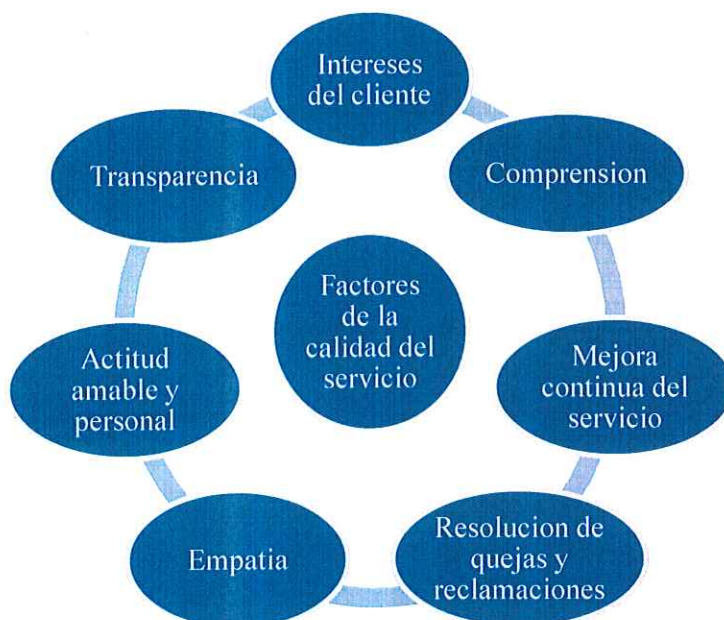 Intereses
del cliente
Comprension
Mejora
continua del
servicio
Resolucion de
quejas y
reclamaciones
Empatia
Actitud
amable y
personal
Transparencia
Factores
de la
calidad del
servicio